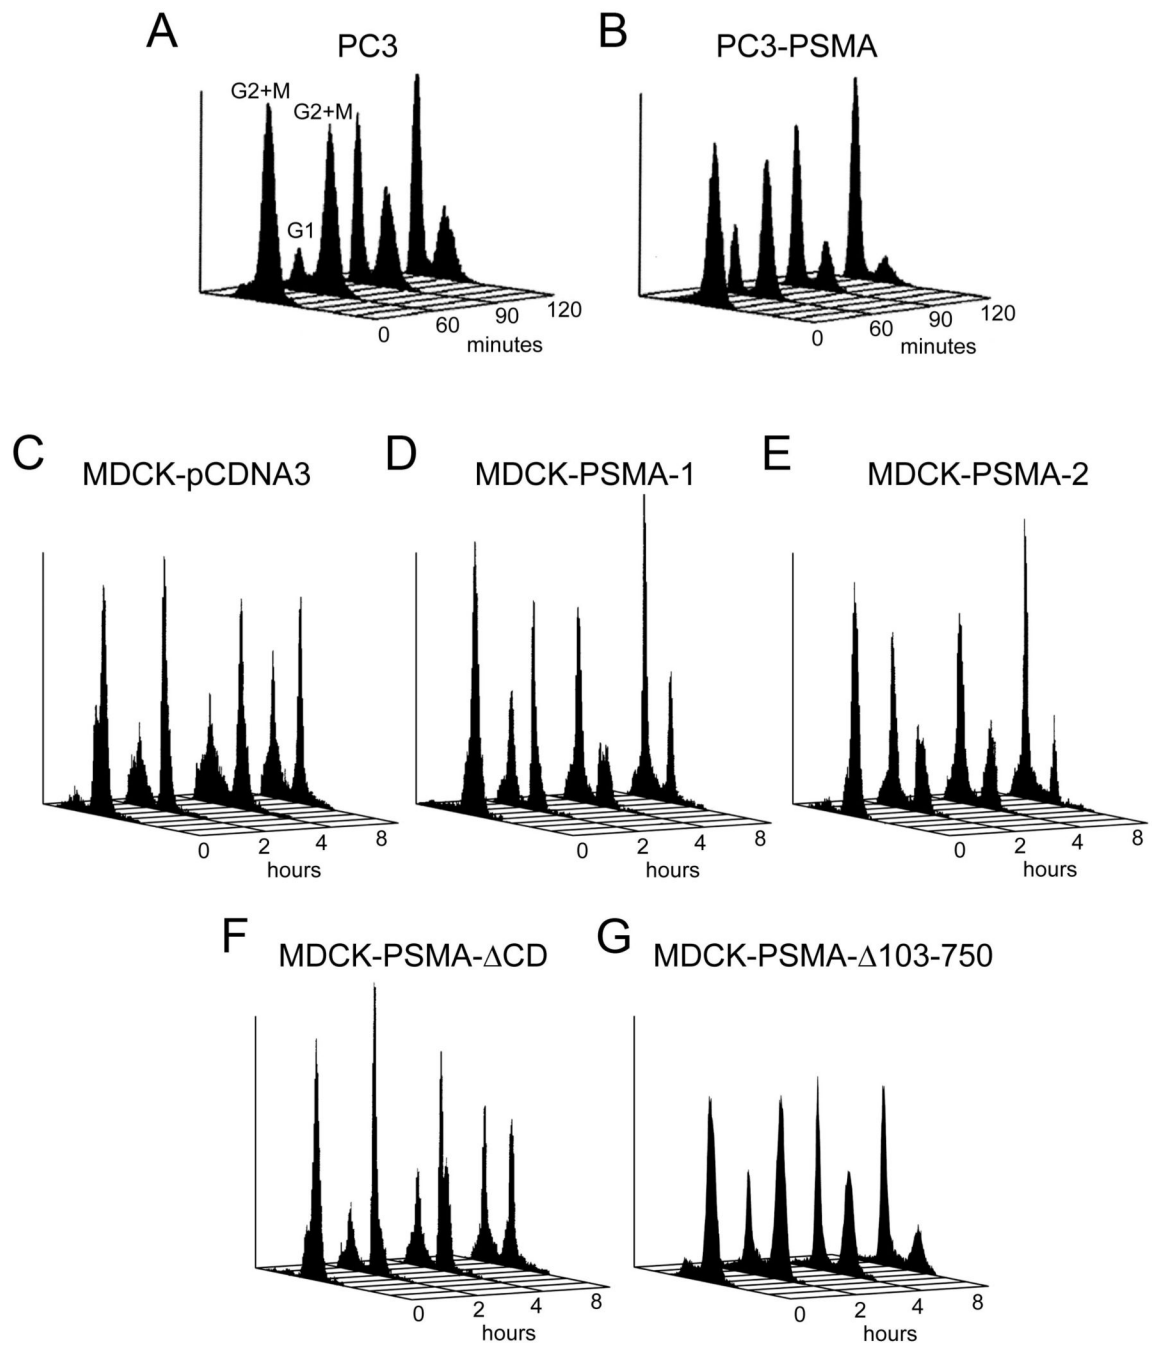 A
PC3
G2+M
G2+M
G1
0
60
90
120
minutes
B
PC3-PSMA
0
60
90
120
minutes
C
MDCK-pCDNA3
0
2
4
8
hours
D
MDCK-PSMA-1
0
2
4
8
hours
E
MDCK-PSMA-2
0
2
4
8
hours
F
MDCK-PSMA-ΔCD
0
2
4
8
hours
G
MDCK-PSMA-Δ103-750
0
2
4
8
hours